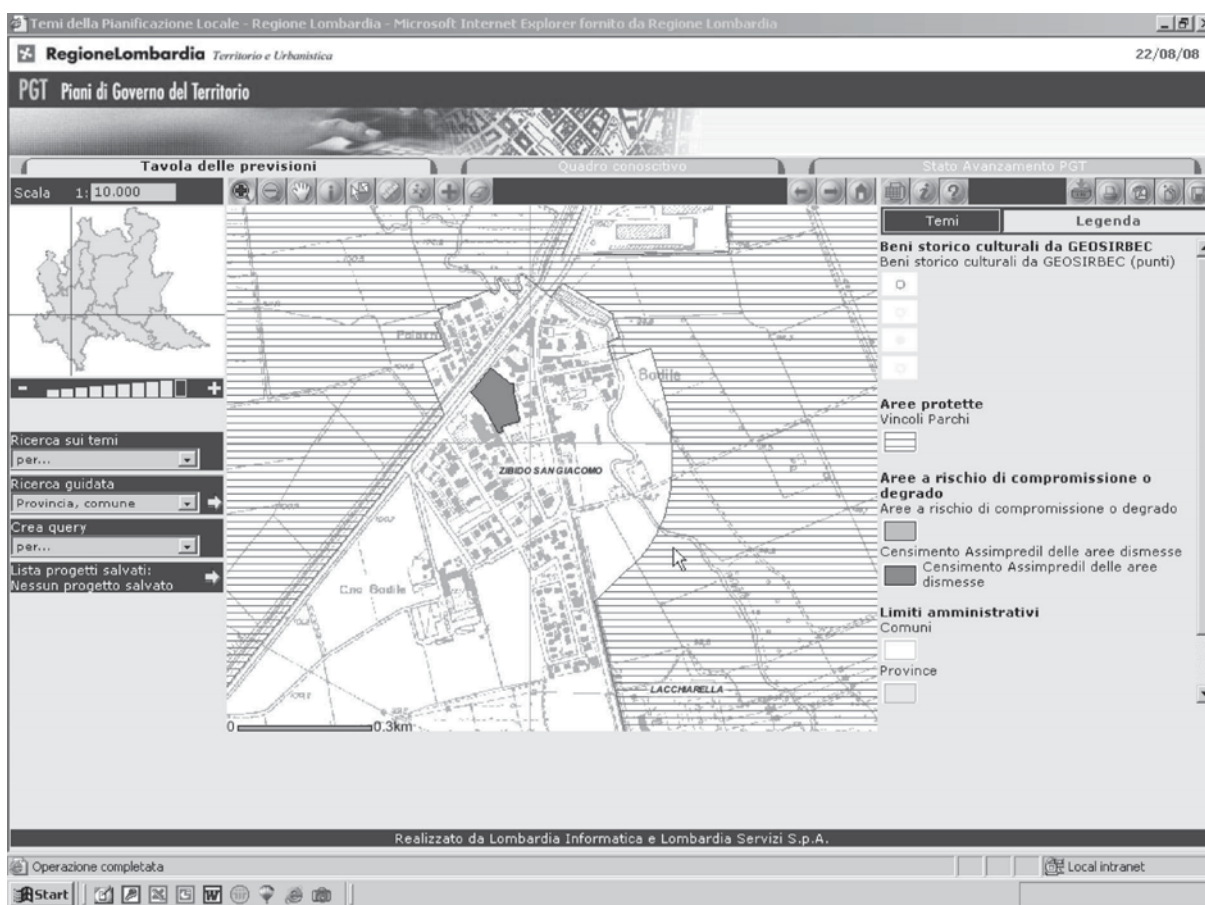 Temi della Pianificazione Locale - Regione Lombardia - Microsoft Internet Explorer fornito da Regione Lombardia
RegioneLombardia Territorio e Urbanistica
22/08/08
PGT Piani di Governo del Territorio
Tavola delle previsioni
Quadro conoscitivo
Stato Avanzamento PGT
Scala 1: 10.000
Temi
Legenda
Beni storico culturali da GEOSIRBEC
Beni storico culturali da GEOSIRBEC (punti)
Aree protette
Vincoli Parchi
Aree a rischio di compromissione o
degrado
Aree a rischio di compromissione o degrado
Censimento Assimpredil delle aree dismesse
Censimento Assimpredil delle aree
dismesse
Limiti amministrativi
Comuni
Province
- +
Ricerca sui temi
per...
Ricerca guidata
Provincia, comune
Crea query
per...
Lista progetti salvati:
Nessun progetto salvato
Bodile
ZIBIDO SAN GIACOMO
Bodile
LACCHIARELLA
0 0.3km
Realizzato da Lombardia Informatica e Lombardia Servizi S.p.A.
Operazione completata
Local intranet
Start